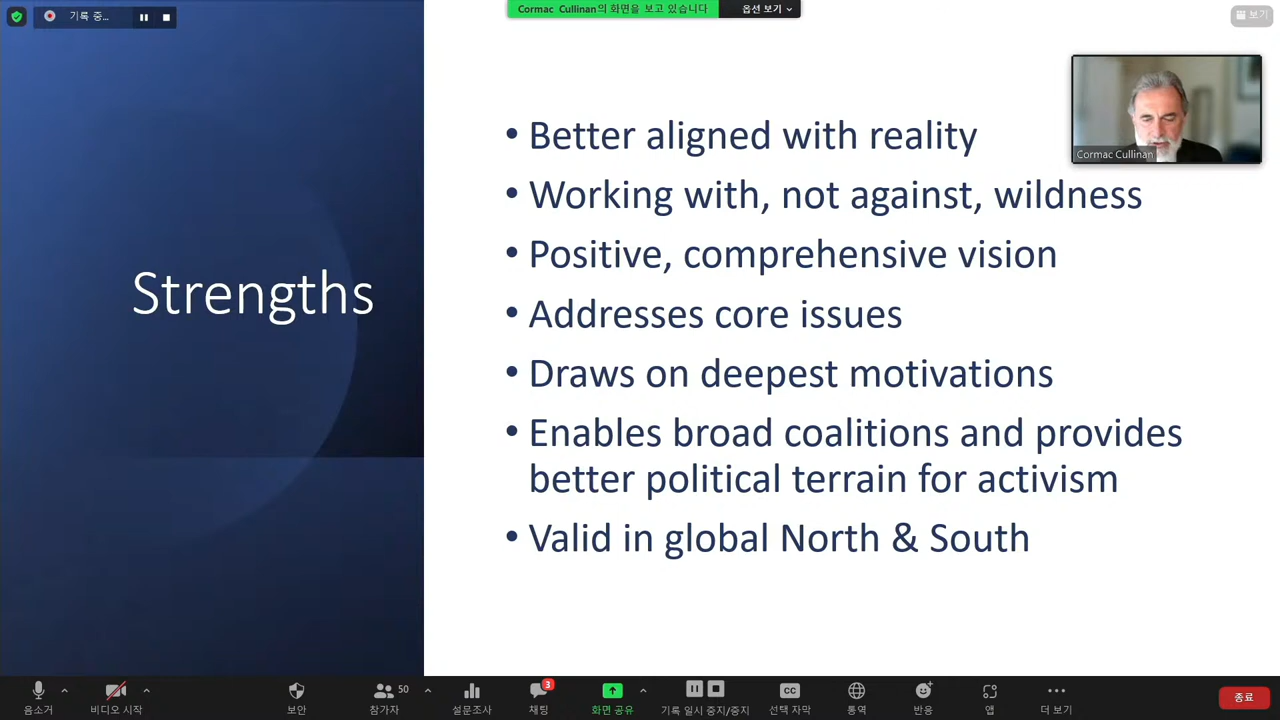 기록 중...
Cormac Cullinan의 화면을 보고 있습니다 옵션 보기
보기
Cormac Cullinan
Strengths
• Better aligned with reality
• Working with, not against, wildness
• Positive, comprehensive vision
• Addresses core issues
• Draws on deepest motivations
• Enables broad coalitions and provides
better political terrain for activism
• Valid in global North & South
음소거
비디오 시작
보안
50
참가자
설문조사
3
채팅
화면 공유
기록 일시 중지/중지
CC
선택 자막
통역
반응
앱
더 보기
종료